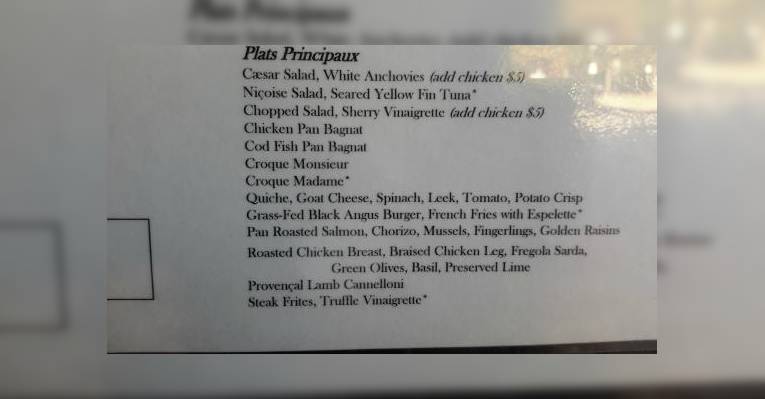 Plats Principaux
Cæsar Salad, White Anchovies (add chicken $5)
Niçoise Salad, Seared Yellow Fin Tuna*
Chopped Salad, Sherry Vinaigrette (add chicken $5)
Chicken Pan Bagnat
Cod Fish Pan Bagnat
Croque Monsieur
Croque Madame*
Quiche, Goat Cheese, Spinach, Leek, Tomato, Potato Crisp
Grass-Fed Black Angus Burger, French Fries with Espelette*
Pan Roasted Salmon, Chorizo, Mussels, Fingerlings, Golden Raisins
Roasted Chicken Breast, Braised Chicken Leg, Fregola Sarda,
Green Olives, Basil, Preserved Lime
Provençal Lamb Cannelloni
Steak Frites, Truffle Vinaigrette*